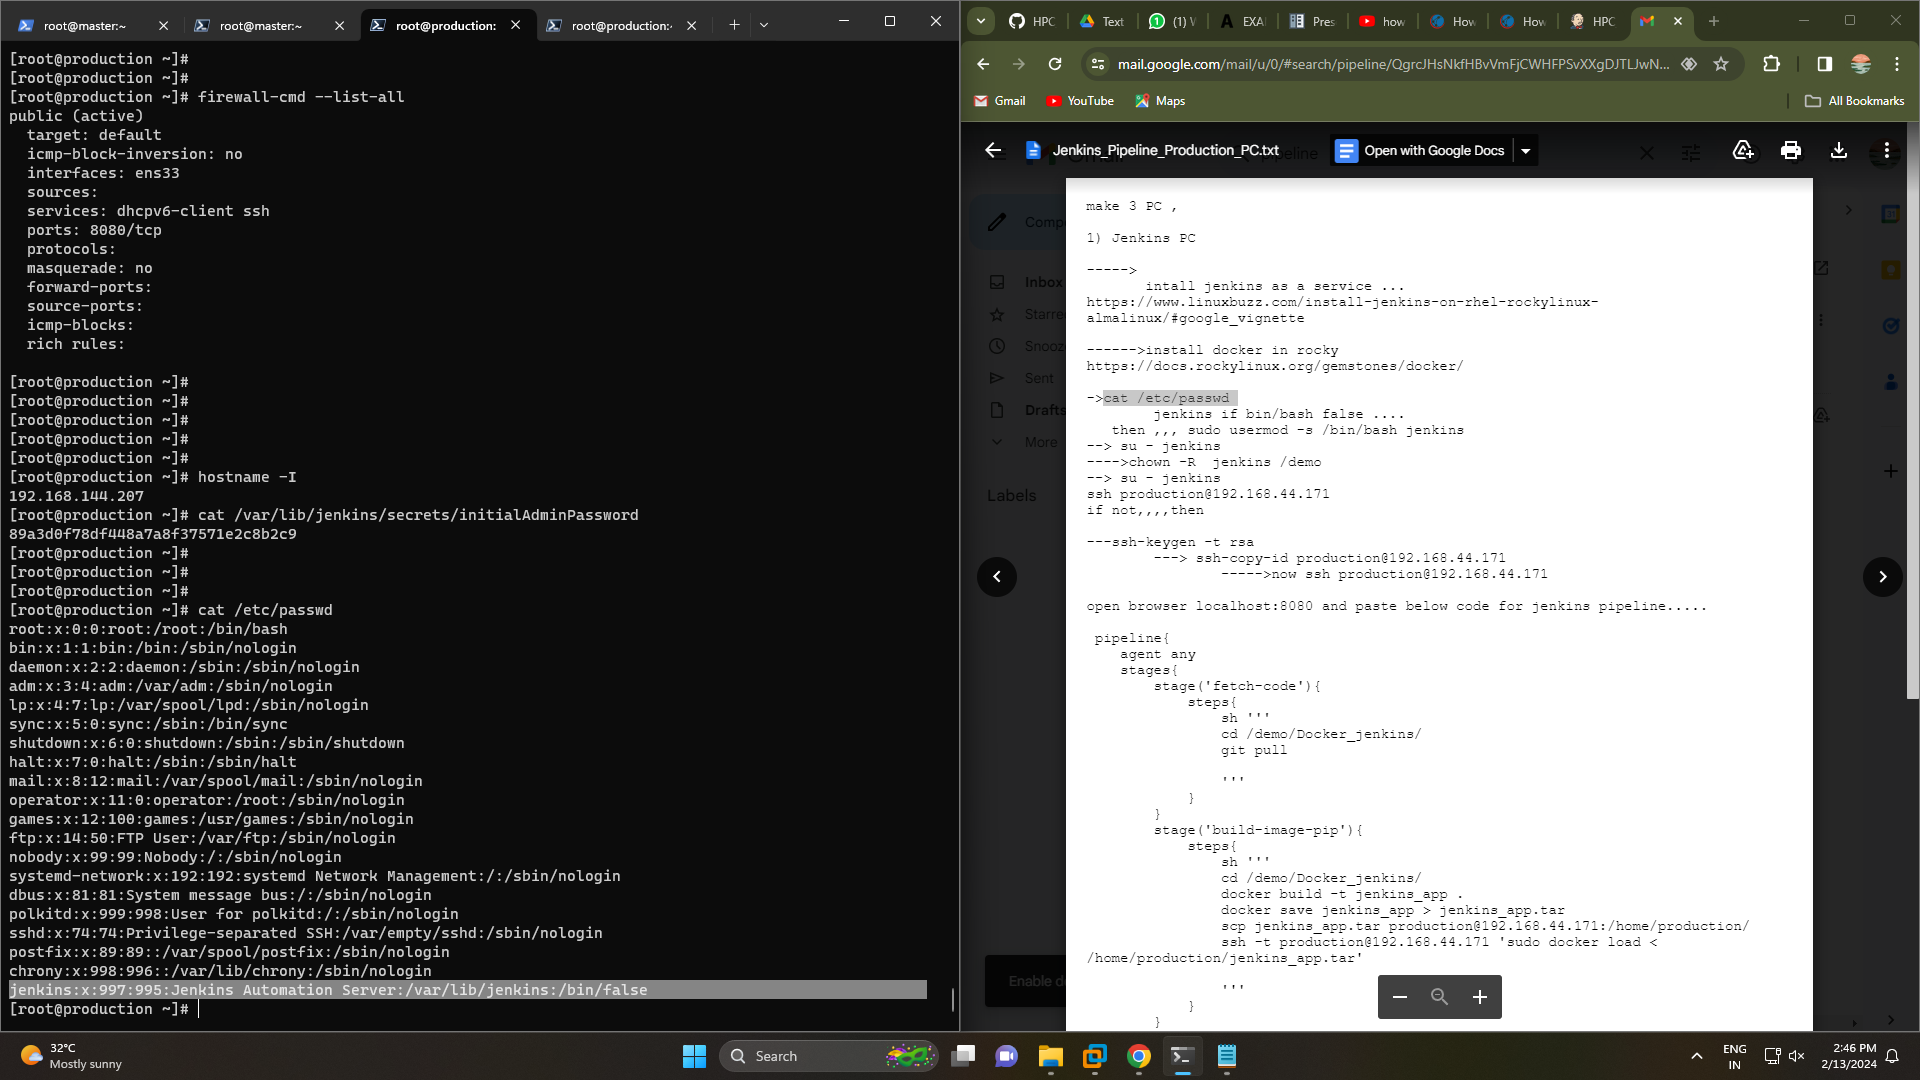 root@master:~
root@master:~
root@production:
root@production:~
[root@production ~]#
[root@production ~]#
[root@production ~]# firewall-cmd --list-all
public (active)
  target: default
  icmp-block-inversion: no
  interfaces: ens33
  sources:
  services: dhcpv6-client ssh
  ports: 8080/tcp
  protocols:
  masquerade: no
  forward-ports:
  source-ports:
  icmp-blocks:
  rich rules:
[root@production ~]#
[root@production ~]#
[root@production ~]#
[root@production ~]#
[root@production ~]#
[root@production ~]# hostname -I
192.168.144.207
[root@production ~]# cat /var/lib/jenkins/secrets/initialAdminPassword
89a3d0f78df448a7a8f37571e2c8b2c9
[root@production ~]#
[root@production ~]#
[root@production ~]#
[root@production ~]# cat /etc/passwd
root:x:0:0:root:/root:/bin/bash
bin:x:1:1:bin:/bin:/sbin/nologin
daemon:x:2:2:daemon:/sbin:/sbin/nologin
adm:x:3:4:adm:/var/adm:/sbin/nologin
lp:x:4:7:lp:/var/spool/lpd:/sbin/nologin
sync:x:5:0:sync:/sbin:/bin/sync
shutdown:x:6:0:shutdown:/sbin:/sbin/shutdown
halt:x:7:0:halt:/sbin:/sbin/halt
mail:x:8:12:mail:/var/spool/mail:/sbin/nologin
operator:x:11:0:operator:/root:/sbin/nologin
games:x:12:100:games:/usr/games:/sbin/nologin
ftp:x:14:50:FTP User:/var/ftp:/sbin/nologin
nobody:x:99:99:Nobody:/:/sbin/nologin
systemd-network:x:192:192:systemd Network Management:/:/sbin/nologin
dbus:x:81:81:System message bus:/:/sbin/nologin
polkitd:x:999:998:User for polkitd:/:/sbin/nologin
sshd:x:74:74:Privilege-separated SSH:/var/empty/sshd:/sbin/nologin
postfix:x:89:89::/var/spool/postfix:/sbin/nologin
chrony:x:998:996::/var/lib/chrony:/sbin/nologin
jenkins:x:997:995:Jenkins Automation Server:/var/lib/jenkins:/bin/false
[root@production ~]#
HPC
Text
(1) W
EXA
Pres
how
How
How
HPC
mail.google.com/mail/u/0/#search/pipeline/QgrcJHsNkfHBvVmFjCWHFPSvXXgDJTLJwN...
Gmail
YouTube
Maps
All Bookmarks
Jenkins_Pipeline_Production_PC.txt
pipeline
Open with Google Docs
Comp
Inbox
Starre
Snooz
Sent
Drafts
More
Labels
Enable de
make 3 PC ,
1) Jenkins PC
----->
intall jenkins as a service ...
https://www.linuxbuzz.com/install-jenkins-on-rhel-rockylinux-
almalinux/#google_vignette
------>install docker in rocky
https://docs.rockylinux.org/gemstones/docker/
->cat /etc/passwd
jenkins if bin/bash false ....
then ,,, sudo usermod -s /bin/bash jenkins
--> su - jenkins
---->chown -R  jenkins /demo
--> su - jenkins
ssh production@192.168.44.171
if not,,,,then
---ssh-keygen -t rsa
---> ssh-copy-id production@192.168.44.171
----->now ssh production@192.168.44.171
open browser localhost:8080 and paste below code for jenkins pipeline.....
pipeline{
agent any
stages{
stage('fetch-code'){
steps{
sh '''
cd /demo/Docker_jenkins/
git pull
'''
}
}
stage('build-image-pip'){
steps{
sh '''
cd /demo/Docker_jenkins/
docker build -t jenkins_app .
docker save jenkins_app > jenkins_app.tar
scp jenkins_app.tar production@192.168.44.171:/home/production/
ssh -t production@192.168.44.171 'sudo docker load <
/home/production/jenkins_app.tar'
'''
}
}
32°C
Mostly sunny
Search
ENG
IN
2:46 PM
2/13/2024